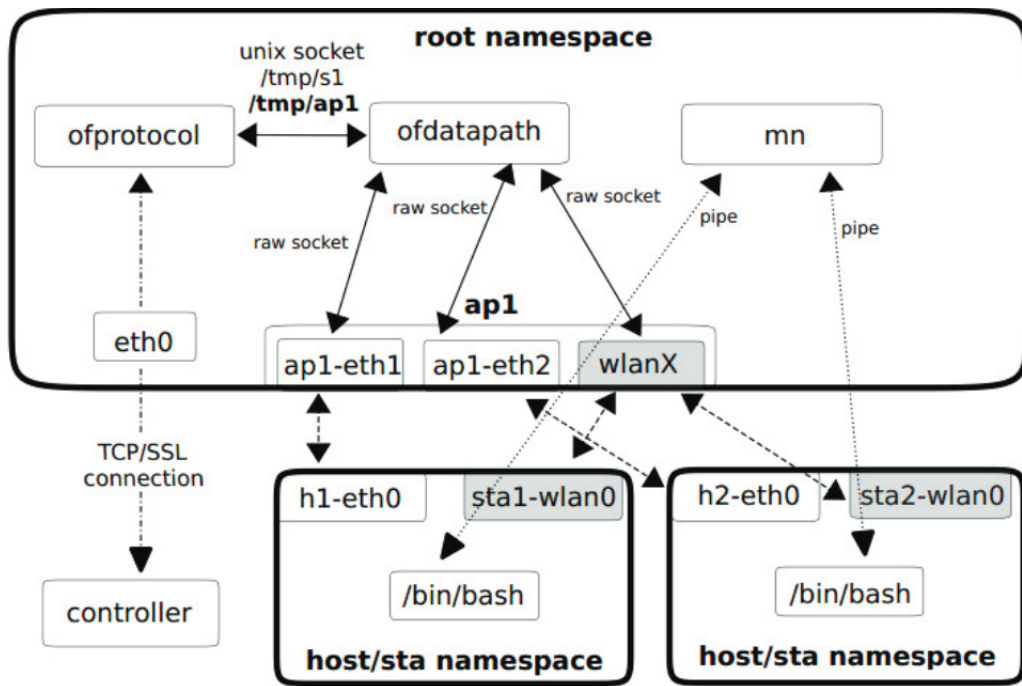 root namespace
unix socket
/tmp/s1
/tmp/ap1
ofprotocol
ofdatapath
mn
raw socket
raw socket
raw socket
pipe
pipe
ap1
eth0
ap1-eth1
ap1-eth2
wlanX
TCP/SSL
connection
h1-eth0
sta1-wlan0
h2-eth0
sta2-wlan0
controller
/bin/bash
/bin/bash
host/sta namespace
host/sta namespace